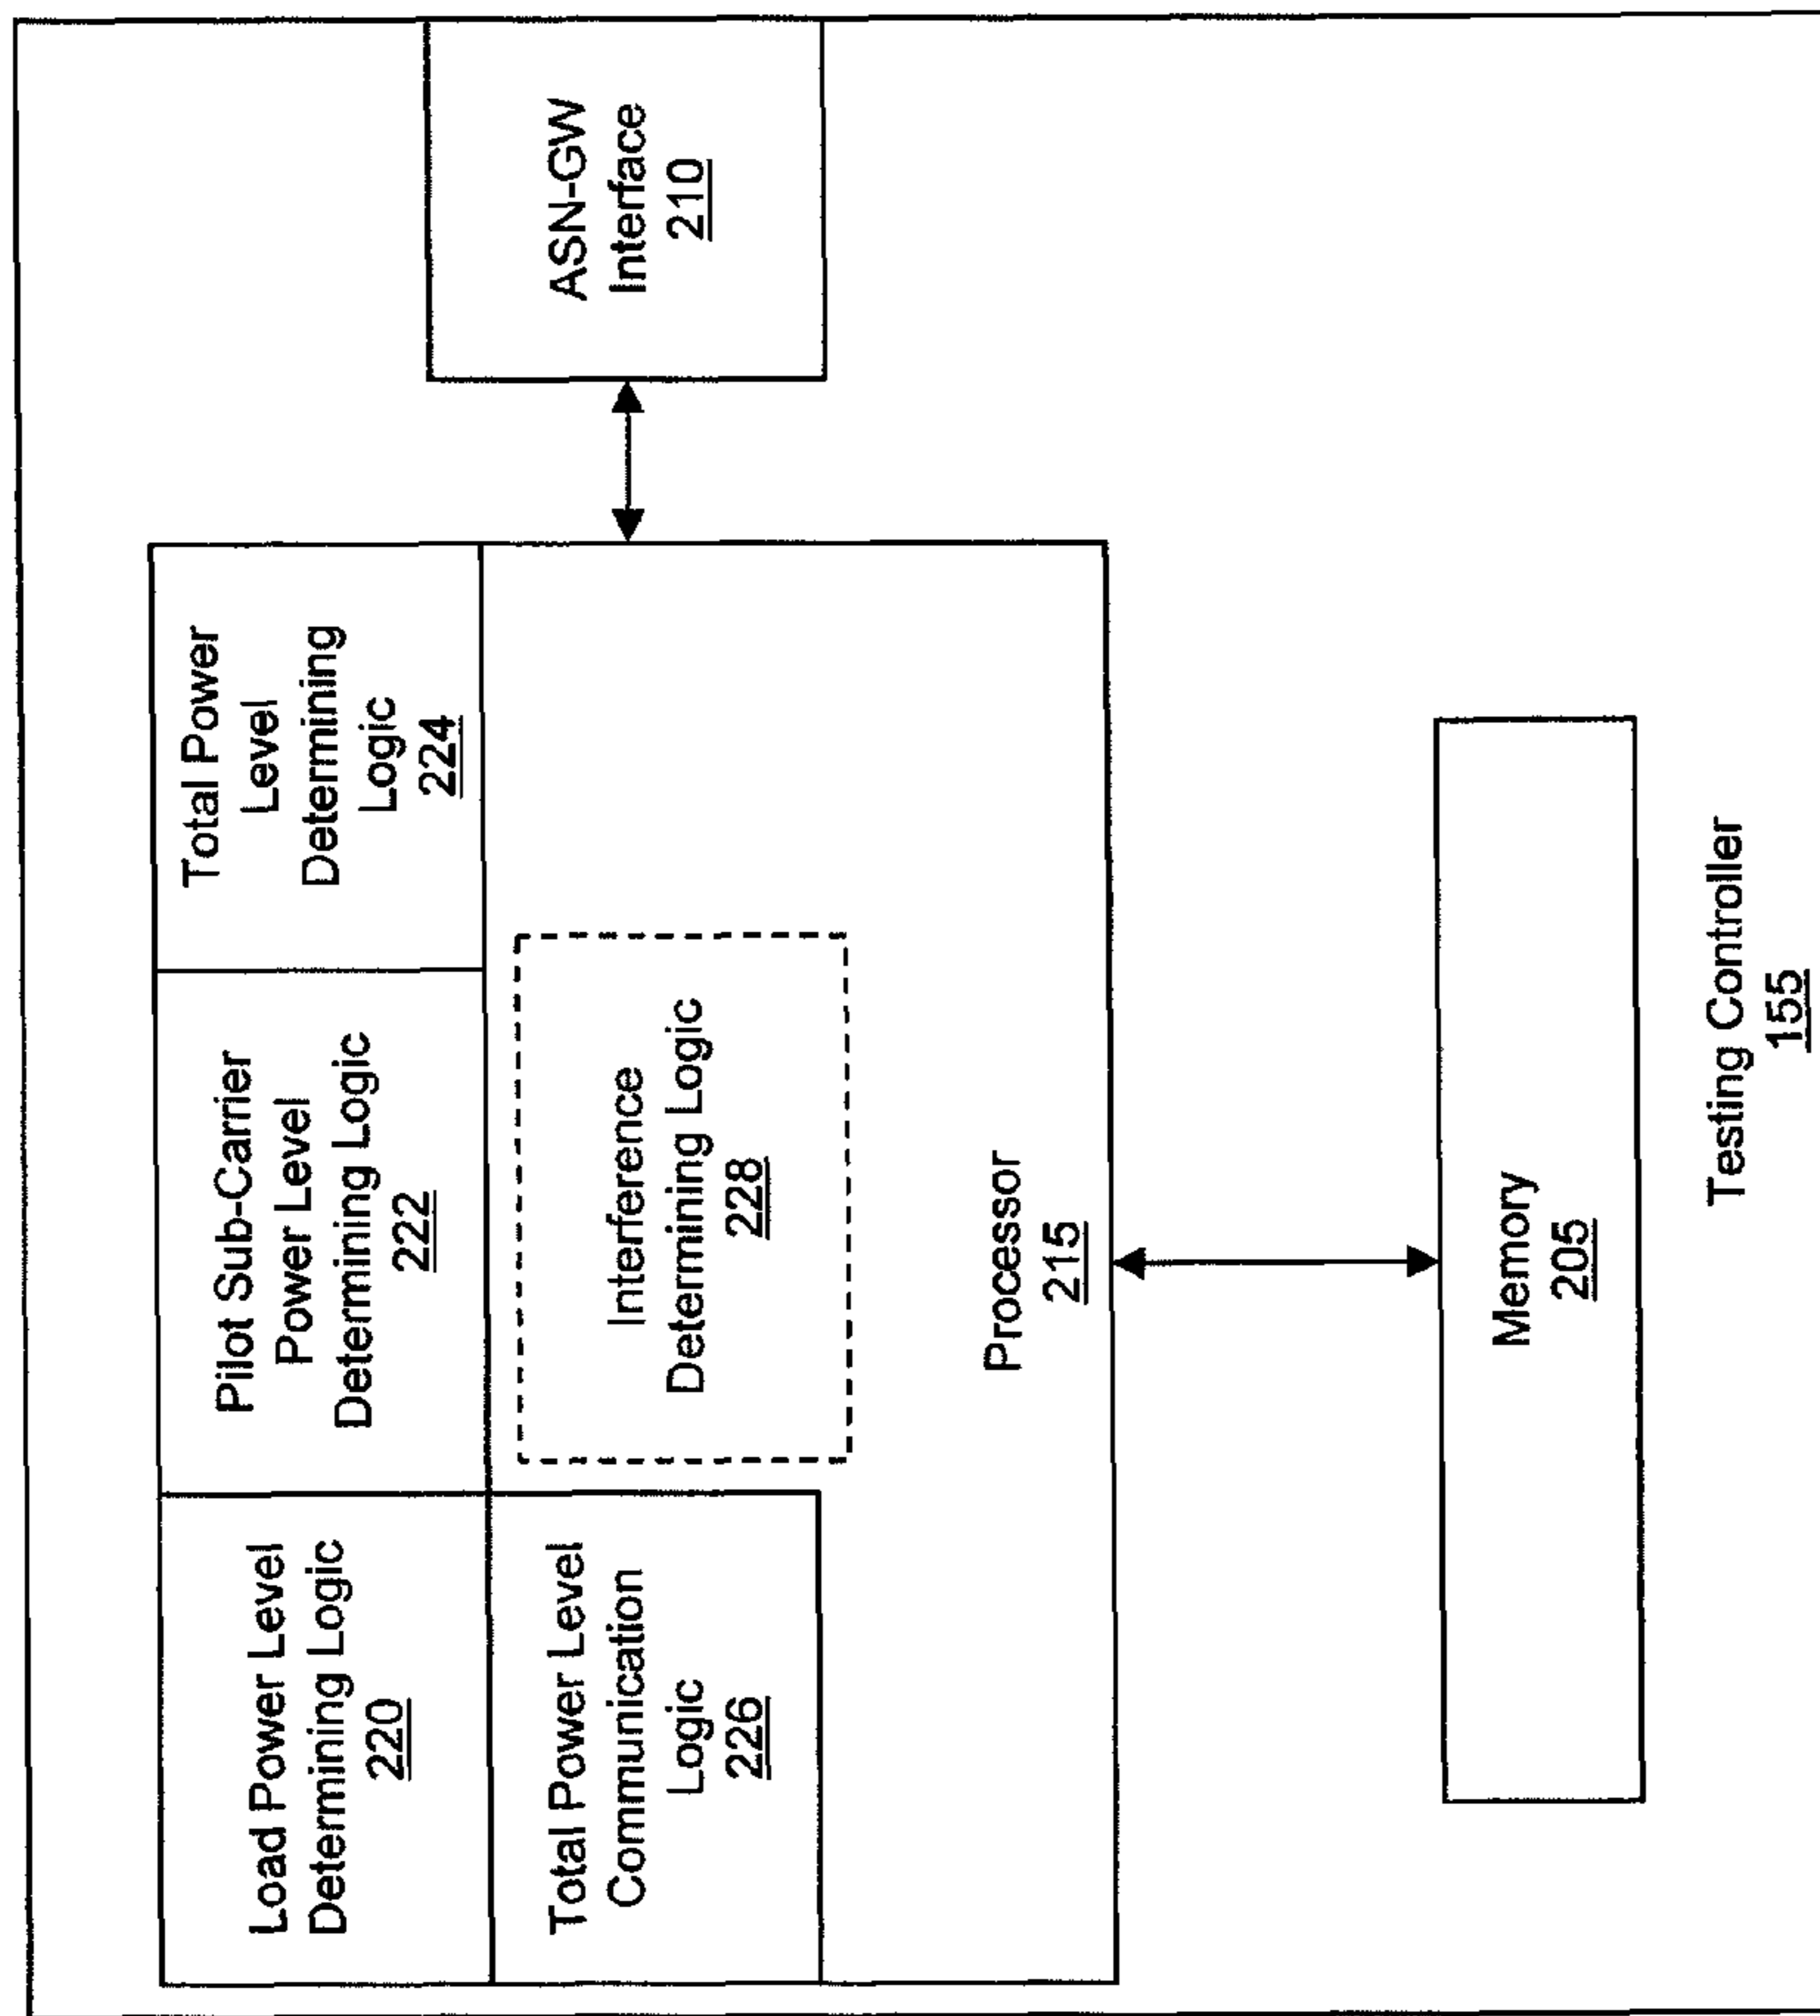 Load Power Level
Determining Logic
220
Pilot Sub-Carrier
Power Level
Determining Logic
222
Total Power
Level
Determining
Logic
224
Total Power Level
Communication
Logic
226
Interference
Determining Logic
228
Processor
215
ASN-GW
Interface
210
Memory
205
Testing Controller
155